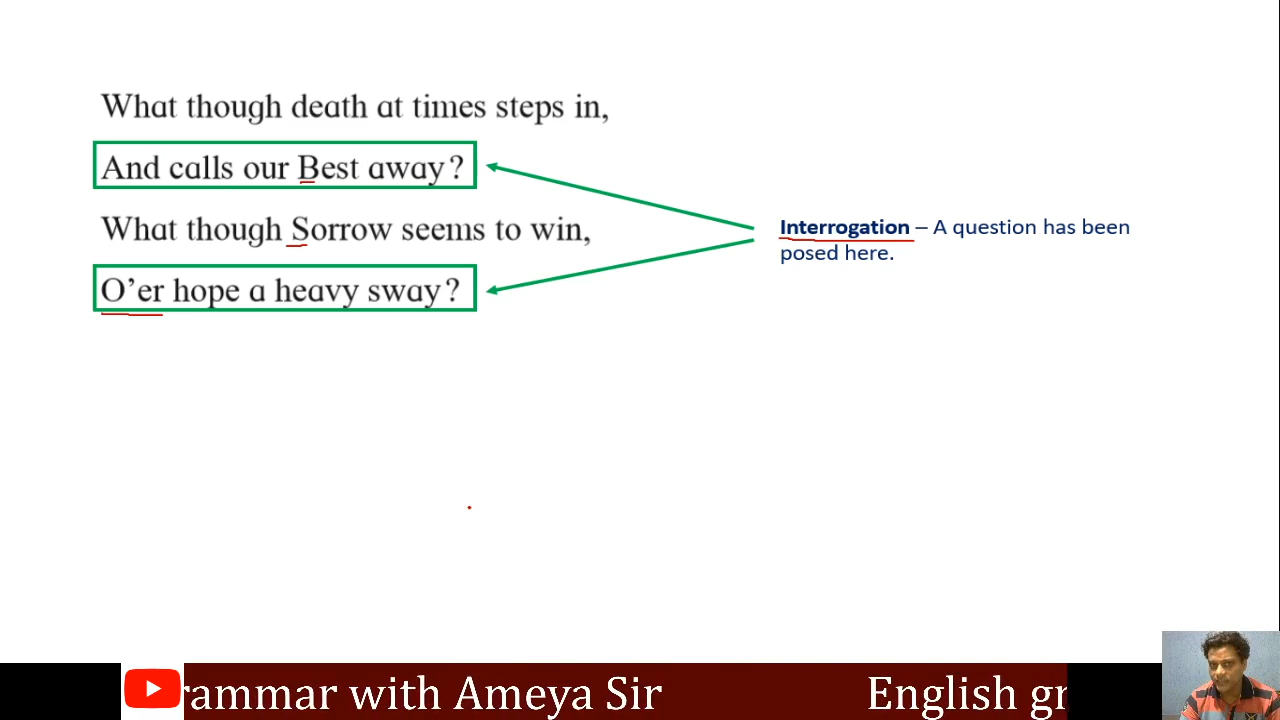 What though death at times steps in,
And calls our Best away?
What though Sorrow seems to win,
O'er hope a heavy sway?
Interrogation – A question has been
posed here.
rammar with Ameya Sir
English gr